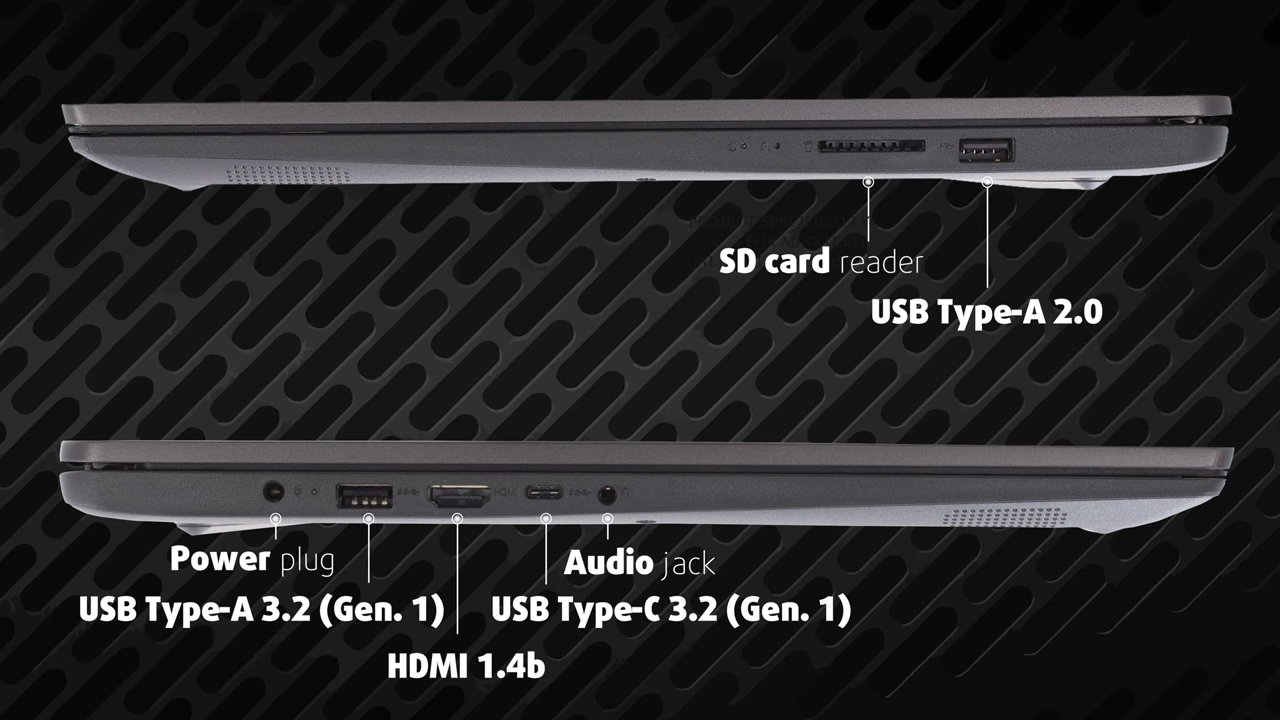 SD card reader
USB Type-A 2.0
HDMI
Power plug
Audio jack
USB Type-A 3.2 (Gen. 1)
USB Type-C 3.2 (Gen. 1)
HDMI 1.4b